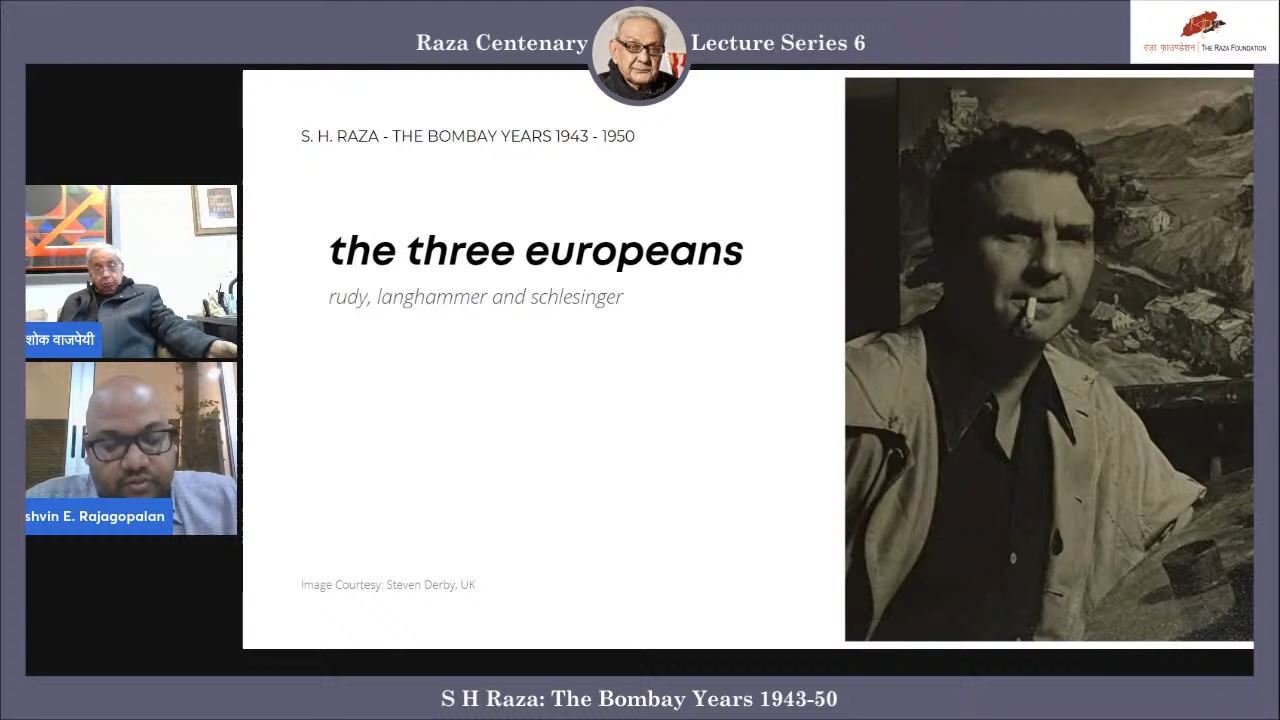 Raza Centenary Lecture Series 6
रज़ा फ़ाउण्डेशन | THE RAZA FOUNDATION
S. H. RAZA - THE BOMBAY YEARS 1943 - 1950
the three europeans
rudy, langhammer and schlesinger
शोक वाजपेयी
shvin E. Rajagopalan
Image Courtesy: Steven Derby, UK
S H Raza: The Bombay Years 1943-50